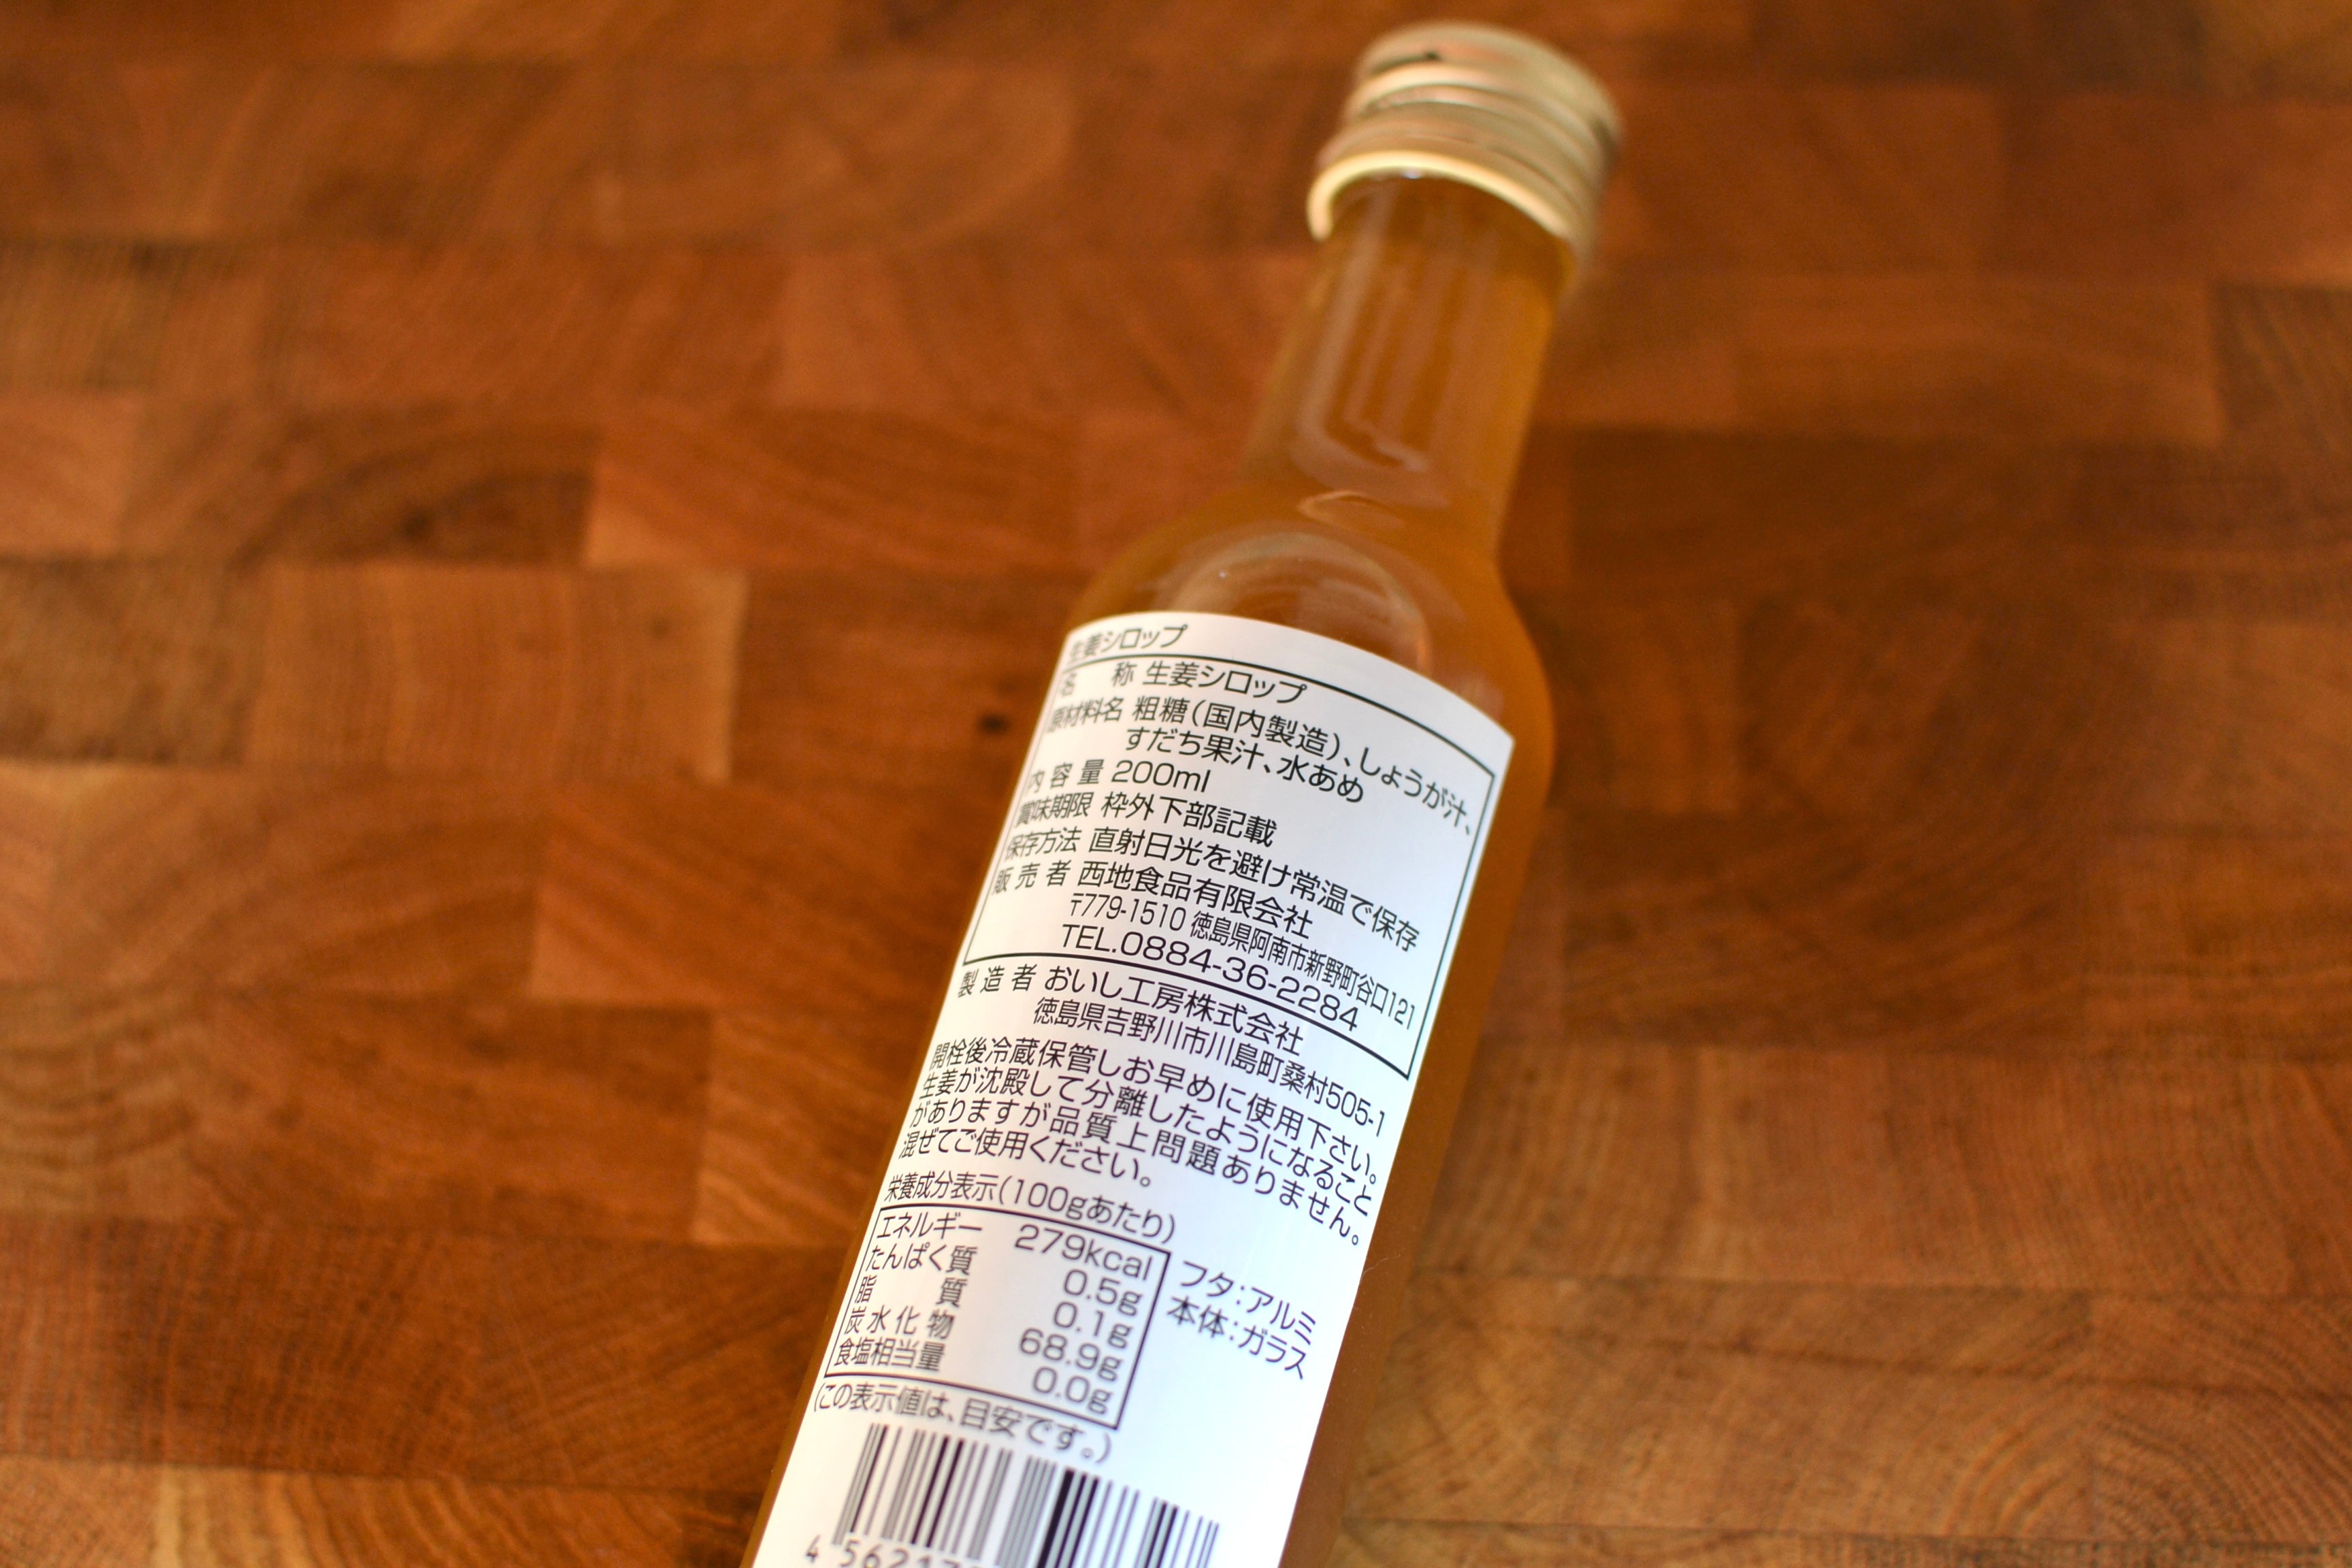 生姜シロップ
名 称 生姜シロップ
原材料名 粗糖(国内製造)、しょうが汁、
すだち果汁、水あめ
内容量 200ml
賞味期限 枠外下部記載
保存方法 直射日光を避け常温で保存
販売者 西地食品有限会社
〒779-1510 徳島県阿南市新野町谷口121
TEL.0884-36-2284
製造者 おいし工房株式会社
徳島県吉野川市川島町桑村505-1
開栓後冷蔵保管しお早めに使用下さい。
生姜が沈殿して分離したようになること
がありますが品質上問題ありません。
混ぜてご使用ください。
栄養成分表示(100gあたり)
エネルギー 279kcal
たんぱく質 0.5g
脂質 0.1g
炭水化物 68.9g
食塩相当量 0.0g
フタ:アルミ
本体:ガラス
(この表示値は、目安です。)
4 56217